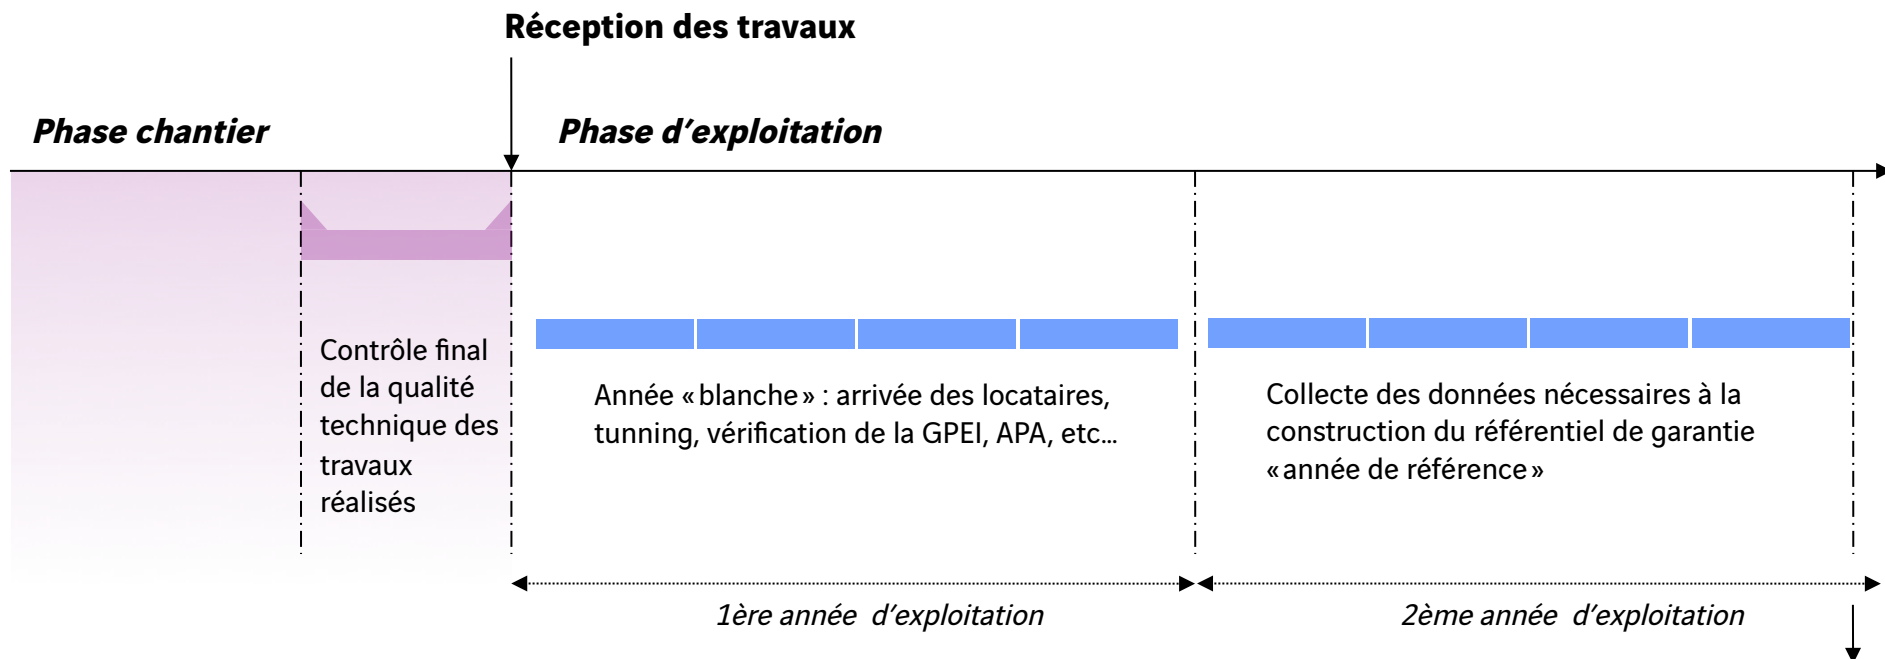 Réception des travaux
Phase chantier
Phase d'exploitation
Contrôle final
de la qualité
technique des
travaux
réalisés
Année «blanche» : arrivée des locataires,
tunning, vérification de la GPEI, APA, etc...
Collecte des données nécessaires à la
construction du référentiel de garantie
«année de référence»
1ère année d'exploitation
2ème année d'exploitation